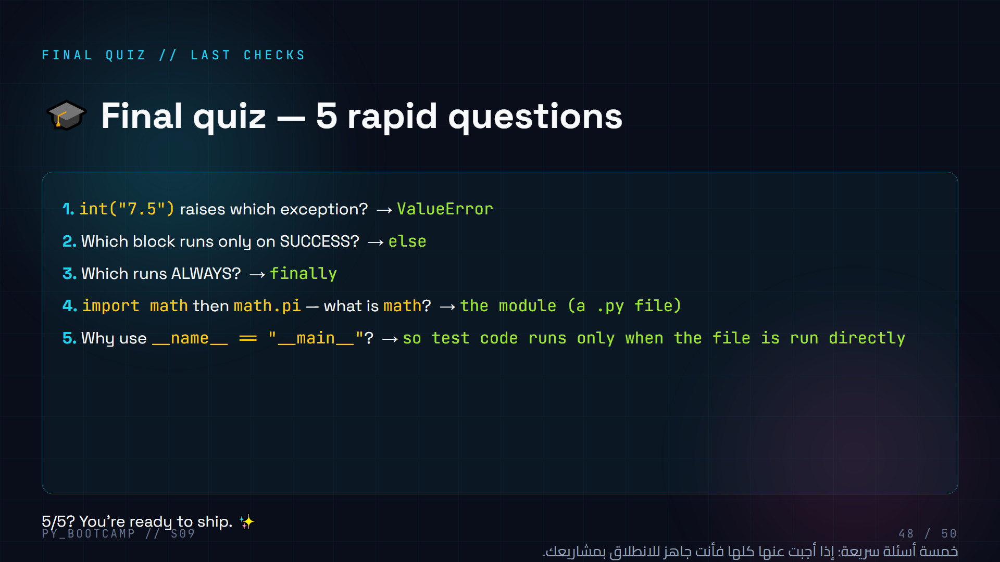 FINAL QUIZ // LAST CHECKS
🎓 Final quiz — 5 rapid questions
1. int("7.5") raises which exception? → ValueError
2. Which block runs only on SUCCESS? → else
3. Which runs ALWAYS? → finally
4. import math then math.pi — what is math? → the module (a .py file)
5. Why use __name__ == "__main__"? → so test code runs only when the file is run directly
5/5? You’re ready to ship. ✨
PY_BOOTCAMP // S09
48 / 50
خمسة أسئلة سريعة: إذا أجبت عنها كلها فأنت جاهز للانطلاق بمشاريعك.